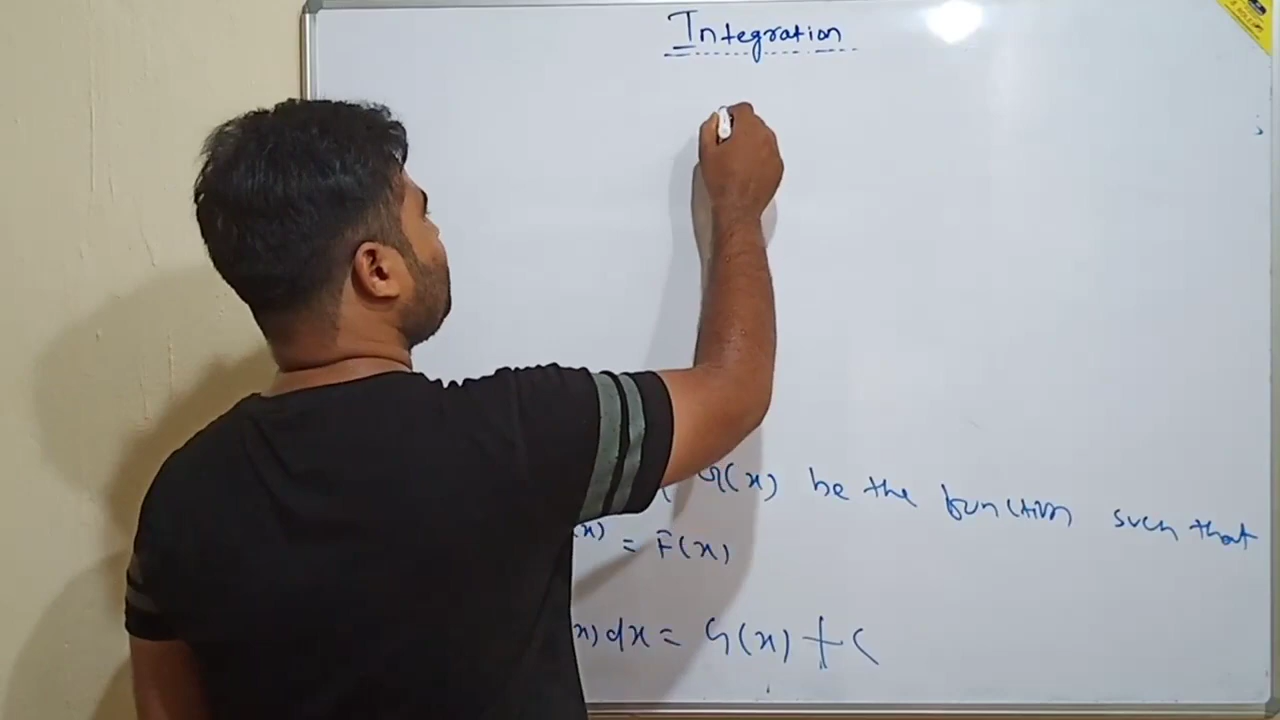 Integration
G(x) be the function such that
(x) = F(x)
x) dx = G(x) + C